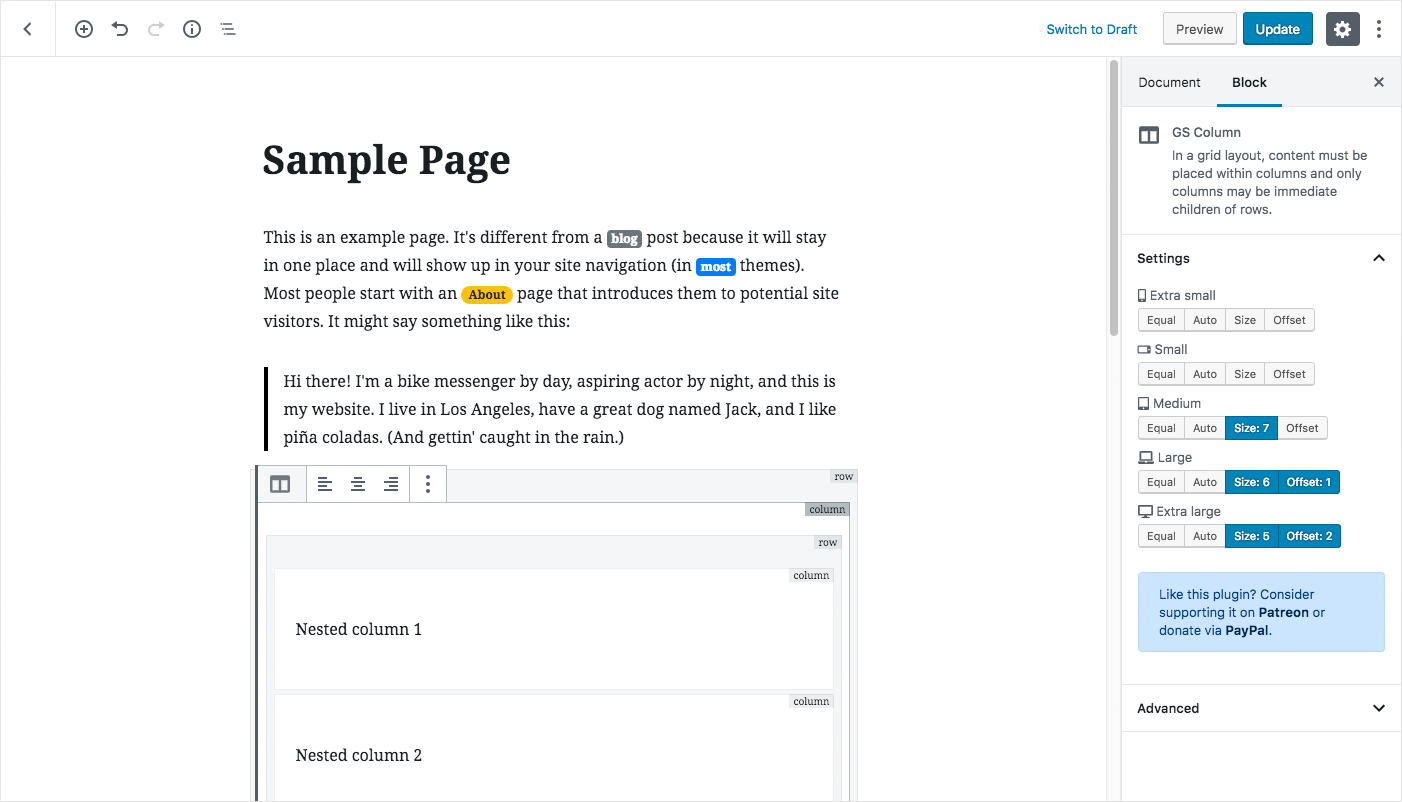 Switch to Draft
Preview
Update
Sample Page
This is an example page. It's different from a blog post because it will stay
in one place and will show up in your site navigation (in most themes).
Most people start with an About page that introduces them to potential site
visitors. It might say something like this:
Hi there! I'm a bike messenger by day, aspiring actor by night, and this is
my website. I live in Los Angeles, have a great dog named Jack, and I like
piña coladas. (And gettin' caught in the rain.)
row
column
row
column
Nested column 1
column
Nested column 2
Document
Block
GS Column
In a grid layout, content must be
placed within columns and only
columns may be immediate
children of rows.
Settings
Extra small
Equal Auto Size Offset
Small
Equal Auto Size Offset
Medium
Equal Auto Size: 7 Offset
Large
Equal Auto Size: 6 Offset: 1
Extra large
Equal Auto Size: 5 Offset: 2
Like this plugin? Consider
supporting it on Patreon or
donate via PayPal.
Advanced